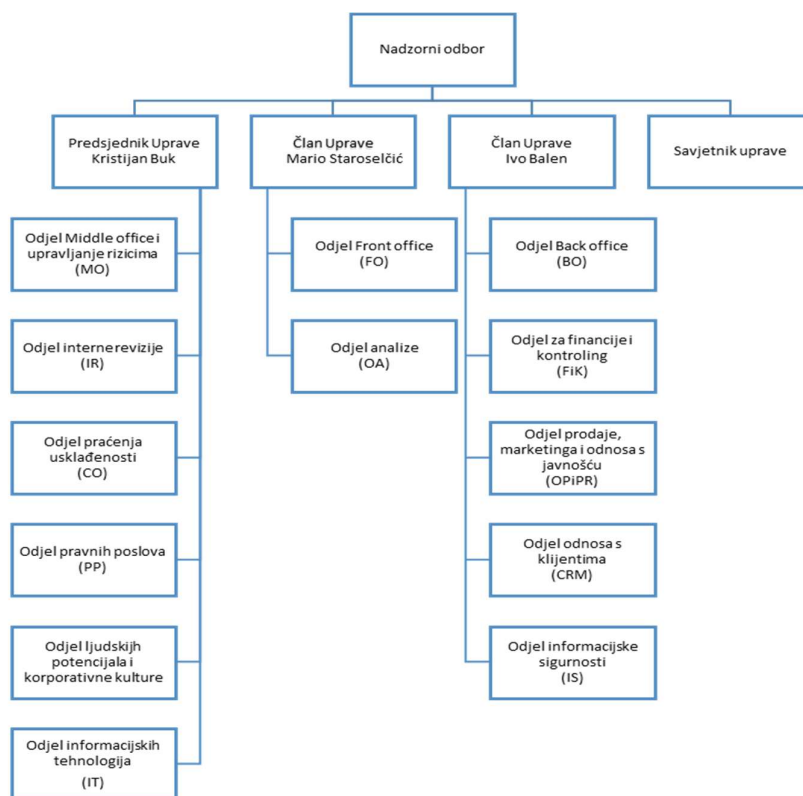 Nadzorni odbor
Predsjednik Uprave
Kristijan Buk
Član Uprave
Mario Staroselčić
Član Uprave
Ivo Balen
Savjetnik uprave
Odjel Middle office i
upravljanje rizicima
(MO)
Odjel interne revizije
(IR)
Odjel praćenja
usklađenosti
(CO)
Odjel pravnih poslova
(PP)
Odjel ljudskih
potencijala i
korporativne kulture
Odjel informacijskih
tehnologija
(IT)
Odjel Front office
(FO)
Odjel analize
(OA)
Odjel Back office
(BO)
Odjel za financije i
kontroling
(FiK)
Odjel prodaje,
marketinga i odnosa s
javnošću
(OPiPR)
Odjel odnosa s
klijentima
(CRM)
Odjel informacijske
sigurnosti
(IS)